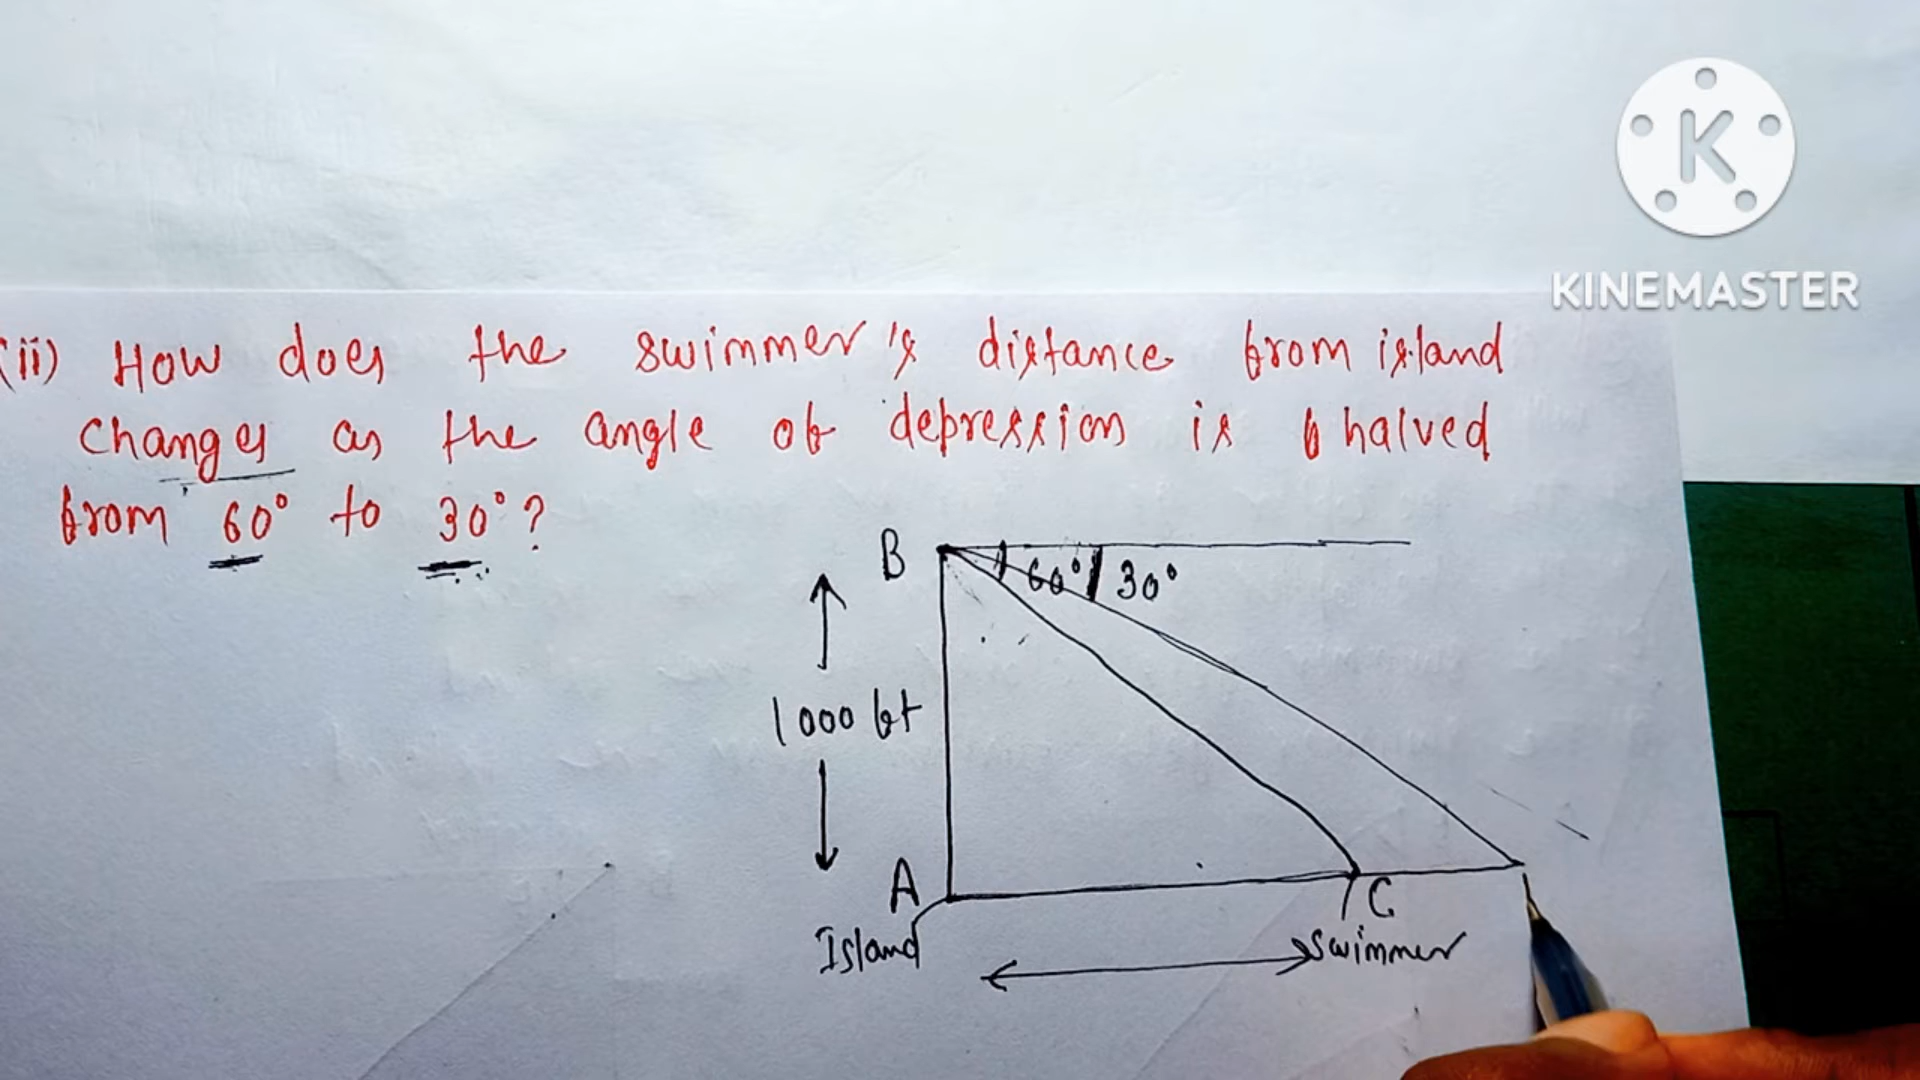 KINEMASTER
(ii) How does the swimmer's distance from island
changes as the angle of depression is halved
from 60° to 30°?
B 60° 30°
1000 ft
A
C
Island
swimmer